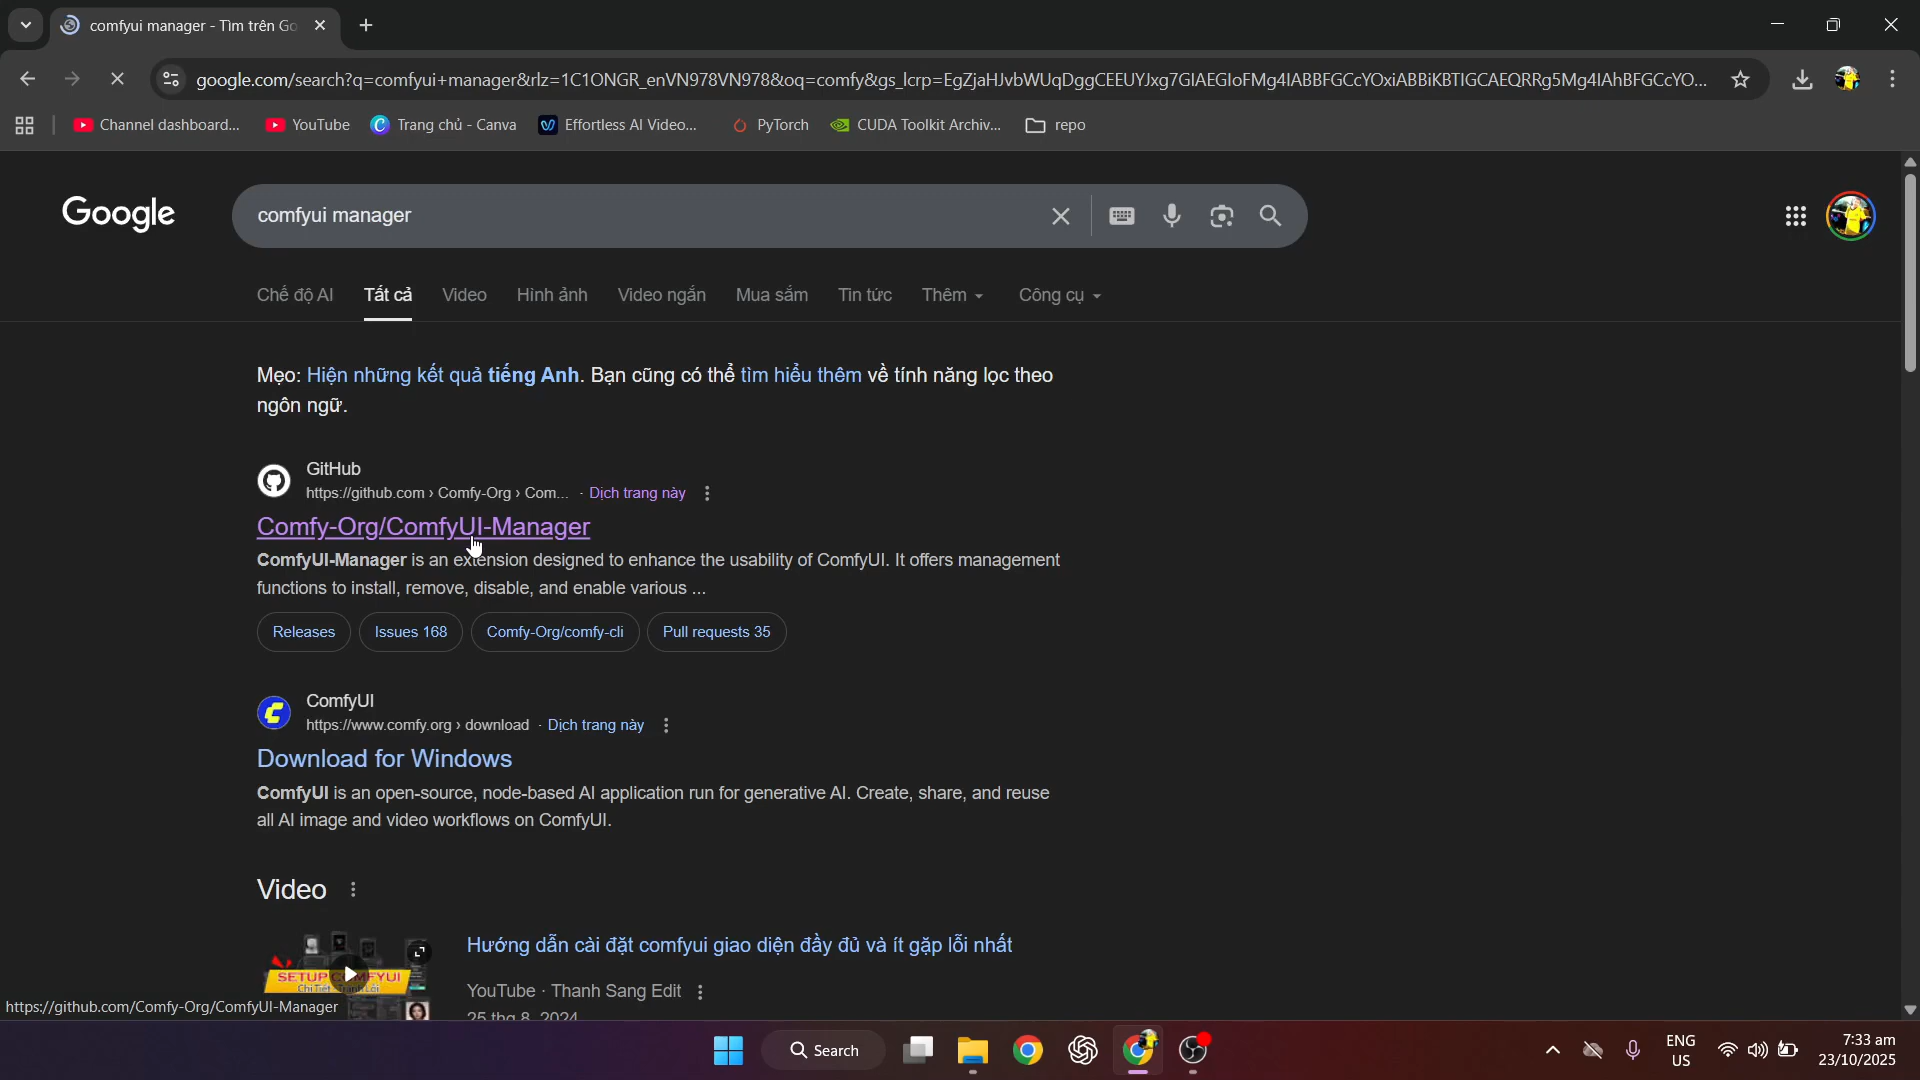 comfyui manager - Tìm trên Go
google.com/search?q=comfyui+manager&rlz=1C1ONGR_enVN978VN978&oq=comfy&gs_lcrp=EgZjaHJvbWUqDggCEEUYJxg7GIAEGIoFMg4IABBFGCcYOxiABBiKBTIGCAEQRRg5Mg4IAhBFGCcYO...
Channel dashboard... YouTube Trang chủ - Canva Effortless AI Video... PyTorch CUDA Toolkit Archiv... repo
Google comfyui manager
Chế độ AI Tất cả Video Hình ảnh Video ngắn Mua sắm Tin tức Thêm Công cụ
Mẹo: Hiện những kết quả tiếng Anh. Bạn cũng có thể tìm hiểu thêm về tính năng lọc theo
ngôn ngữ.
GitHub
https://github.com › Comfy-Org › Com... · Dịch trang này
Comfy-Org/ComfyUI-Manager
ComfyUI-Manager is an extension designed to enhance the usability of ComfyUI. It offers management
functions to install, remove, disable, and enable various ...
Releases Issues 168 Comfy-Org/comfy-cli Pull requests 35
ComfyUI
https://www.comfy.org › download · Dịch trang này
Download for Windows
ComfyUI is an open-source, node-based AI application run for generative AI. Create, share, and reuse
all AI image and video workflows on ComfyUI.
Video
Hướng dẫn cài đặt comfyui giao diện đầy đủ và ít gặp lỗi nhất
SETUP COMFYUI
Chi Tiết Tránh Lỗi
YouTube · Thanh Sang Edit
25 thg 8, 2024
https://github.com/Comfy-Org/ComfyUI-Manager
Search
ENG
US
7:33 am
23/10/2025